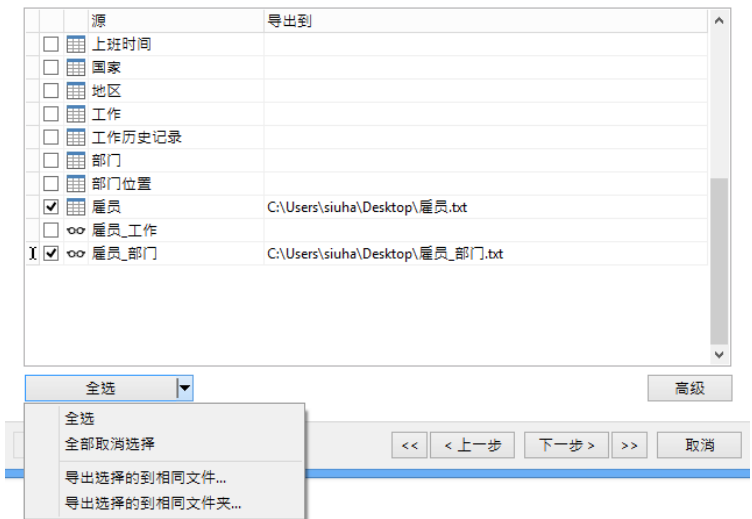 源 导出到
上班时间
国家
地区
工作
工作历史记录
部门
部门位置
雇员 C:\Users\siuha\Desktop\雇员.txt
雇员_工作
雇员_部门 C:\Users\siuha\Desktop\雇员_部门.txt
全选 高级
全选
全部取消选择
<< < 上一步 下一步 > >> 取消
导出选择的到相同文件...
导出选择的到相同文件夹...